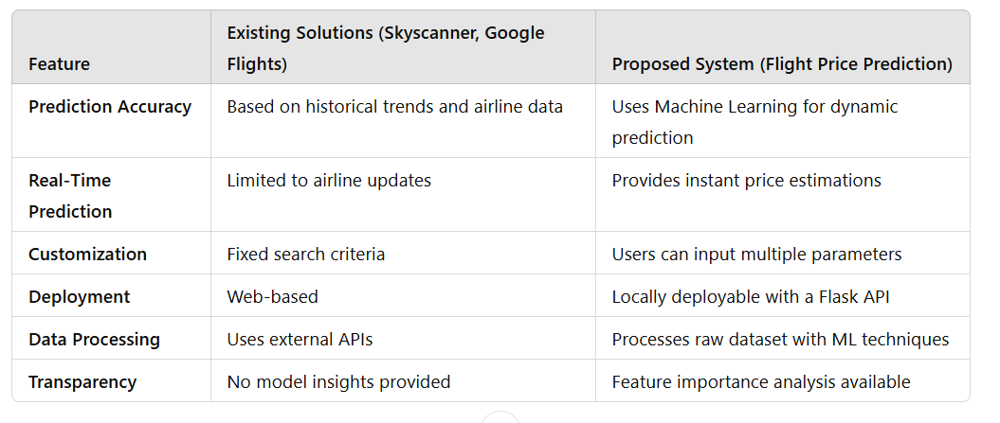 Feature
Existing Solutions (Skyscanner, Google
Flights)
Proposed System (Flight Price Prediction)
Prediction Accuracy
Based on historical trends and airline data
Uses Machine Learning for dynamic
prediction
Real-Time
Prediction
Limited to airline updates
Provides instant price estimations
Customization
Fixed search criteria
Users can input multiple parameters
Deployment
Web-based
Locally deployable with a Flask API
Data Processing
Uses external APIs
Processes raw dataset with ML techniques
Transparency
No model insights provided
Feature importance analysis available